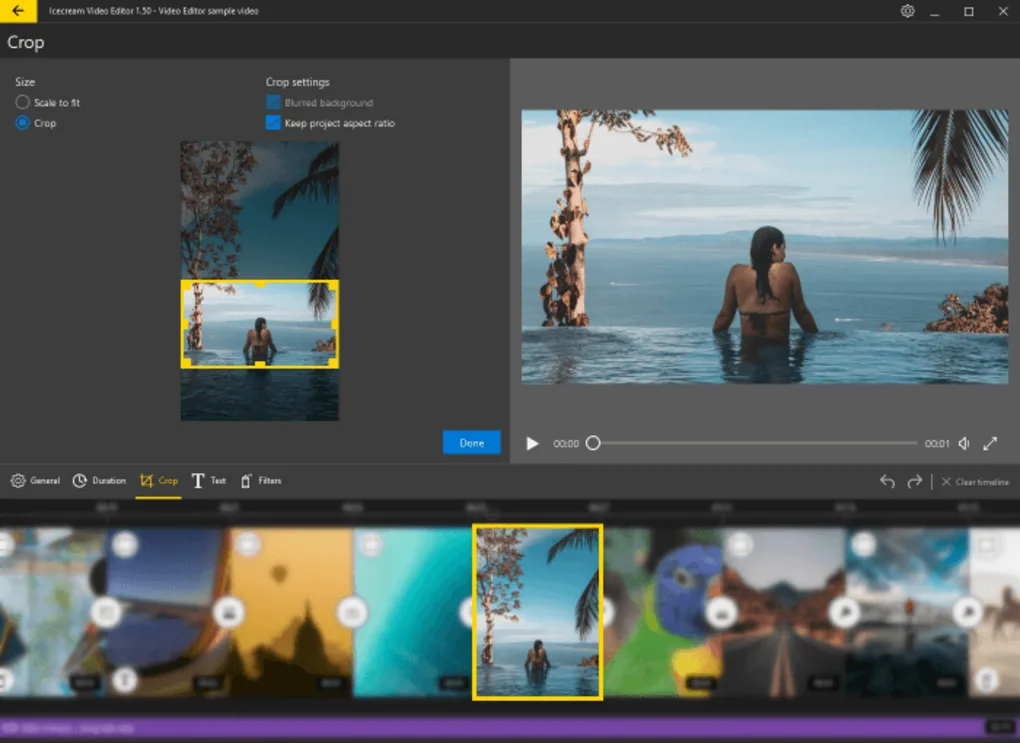 Icecream Video Editor 1.50 - Video Editor sample video
Crop
Size
Crop settings
Scale to fit
Blurred background
Crop
Keep project aspect ratio
Done
00:00
00:01
General
Duration
Crop
Text
Filters
Clear timeline